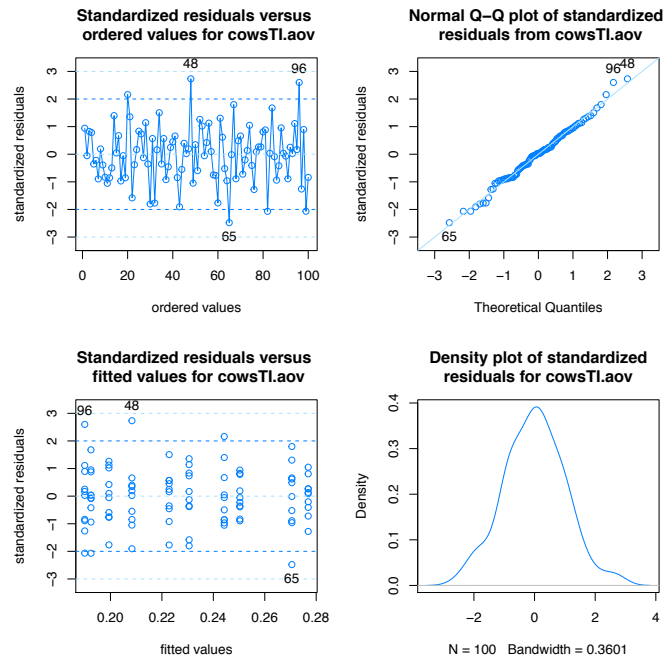 Standardized residuals versus
ordered values for cowsTI.aov
48
96
3
2
1
0
−1
−2
−3
65
standardized residuals
0 20 40 60 80 100
ordered values
Normal Q−Q plot of standardized
residuals from cowsTI.aov
96 48
3
2
1
0
−1
−2
−3
65
standardized residuals
−3 −2 −1 0 1 2 3
Theoretical Quantiles
Standardized residuals versus
fitted values for cowsTI.aov
96 48
3
2
1
0
−1
−2
−3
65
standardized residuals
0.20 0.22 0.24 0.26 0.28
fitted values
Density plot of standardized
residuals for cowsTI.aov
0.4
0.3
0.2
0.1
0.0
Density
−2 0 2 4
N = 100 Bandwidth = 0.3601